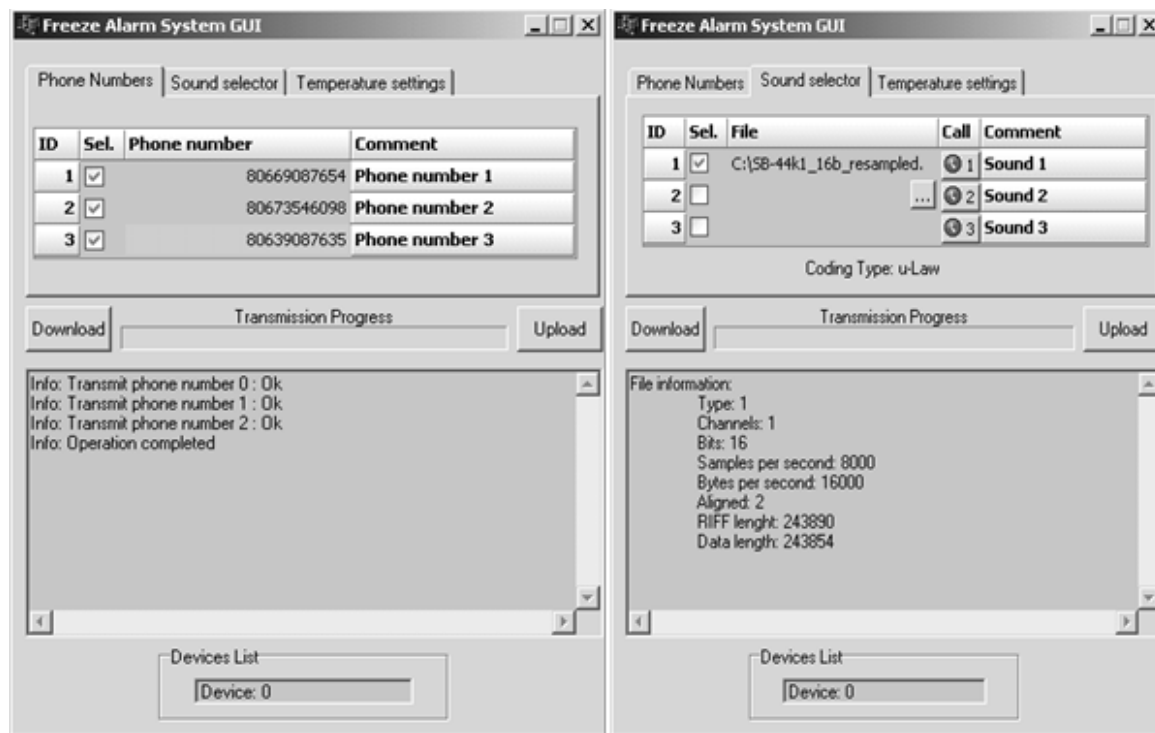 Freeze Alarm System GUI
Phone Numbers Sound selector Temperature settings
ID Sel. Phone number Comment
1 80669087654 Phone number 1
2 80673546098 Phone number 2
3 80639087635 Phone number 3
Download Transmission Progress Upload
Info: Transmit phone number 0 : Ok
Info: Transmit phone number 1 : Ok
Info: Transmit phone number 2 : Ok
Info: Operation completed
Devices List
Device: 0
Freeze Alarm System GUI
Phone Numbers Sound selector Temperature settings
ID Sel. File Call Comment
1 C:\SB-44k1_16b_resampled. 1 Sound 1
2 ... 2 Sound 2
3 3 Sound 3
Coding Type: u-Law
Download Transmission Progress Upload
File information:
Type: 1
Channels: 1
Bits: 16
Samples per second: 8000
Bytes per second: 16000
Aligned: 2
RIFF lenght: 243890
Data length: 243854
Devices List
Device: 0